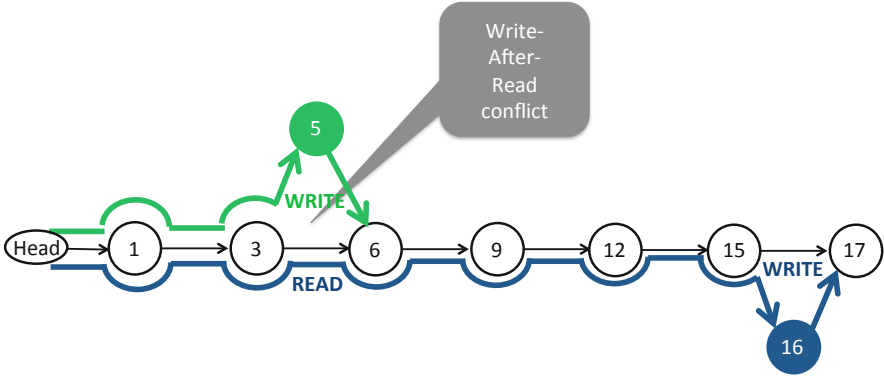 Write-
After-
Read
conflict
5
WRITE
Head 1 3 6 9 12 15 17
READ
WRITE
16